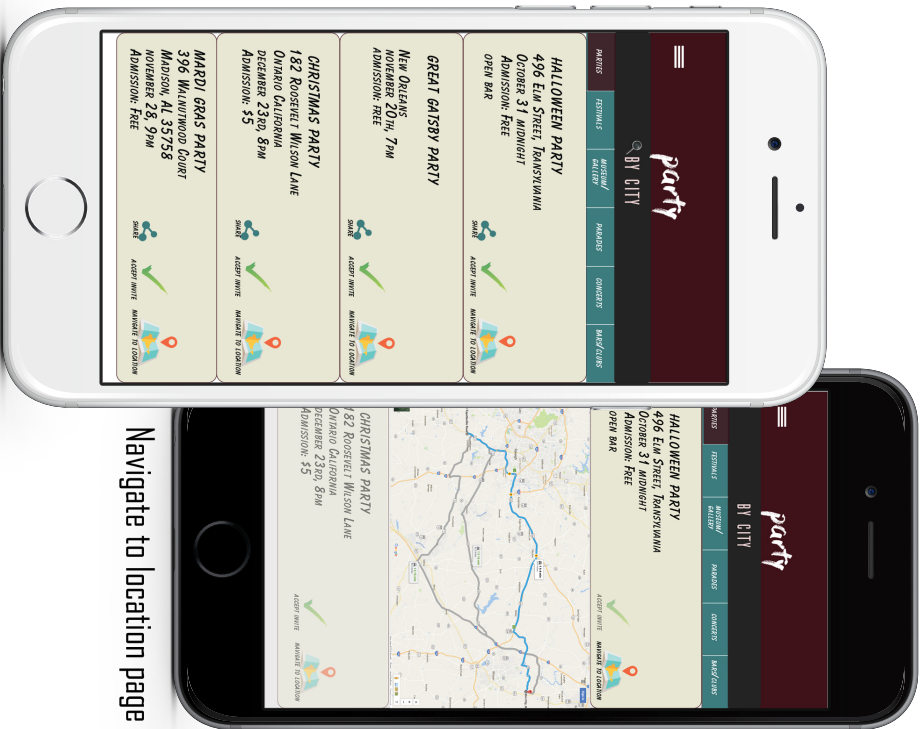 party
BY CITY
PARTIES
FESTIVALS
MUSEUM/
GALLERY
PARADES
CONCERTS
BARS/CLUBS
HALLOWEEN PARTY
496 ELM STREET, TRANSYLVANIA
OCTOBER 31 MIDNIGHT
ADMISSION: FREE
OPEN BAR
SHARE
ACCEPT INVITE
NAVIGATE TO LOCATION
GREAT GATSBY PARTY
NEW ORLEANS
NOVEMBER 20TH, 7PM
ADMISSION: FREE
SHARE
ACCEPT INVITE
NAVIGATE TO LOCATION
CHRISTMAS PARTY
182 ROOSEVELT WILSON LANE
ONTARIO CALIFORNIA
DECEMBER 23RD, 8PM
ADMISSION: $5
SHARE
ACCEPT INVITE
NAVIGATE TO LOCATION
MARDI GRAS PARTY
396 WALNUTWOOD COURT
MADISON, AL 35758
NOVEMBER 28, 9PM
ADMISSION: FREE
SHARE
ACCEPT INVITE
NAVIGATE TO LOCATION
party
BY CITY
ARTIES
FESTIVALS
MUSEUM/
GALLERY
PARADES
CONCERTS
BARS/CLUBS
HALLOWEEN PARTY
496 ELM STREET, TRANSYLVANIA
OCTOBER 31 MIDNIGHT
ADMISSION: FREE
OPEN BAR
ACCEPT INVITE
NAVIGATE TO LOCATION
CHRISTMAS PARTY
182 ROOSEVELT WILSON LANE
ONTARIO CALIFORNIA
DECEMBER 23RD, 8PM
ADMISSION: $5
ACCEPT INVITE
NAVIGATE TO LOCATION
Navigate to location page